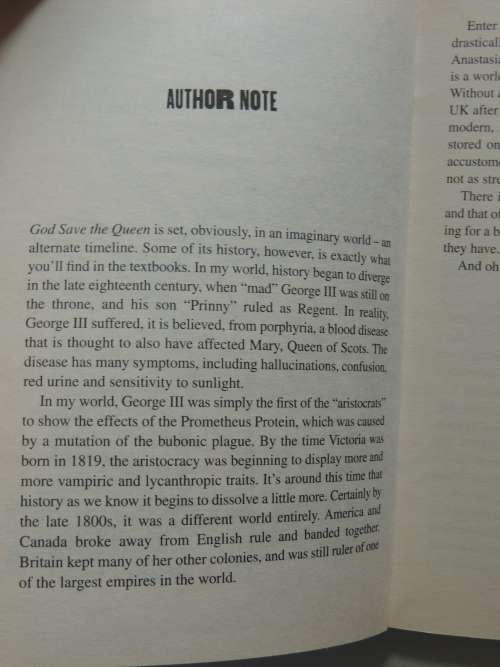 AUTHOR NOTE
God Save the Queen is set, obviously, in an imaginary world – an
alternate timeline. Some of its history, however, is exactly what
you'll find in the textbooks. In my world, history began to diverge
in the late eighteenth century, when "mad" George III was still on
the throne, and his son "Prinny" ruled as Regent. In reality,
George III suffered, it is believed, from porphyria, a blood disease
that is thought to also have affected Mary, Queen of Scots. The
disease has many symptoms, including hallucinations, confusion,
red urine and sensitivity to sunlight.
In my world, George III was simply the first of the "aristocrats"
to show the effects of the Prometheus Protein, which was caused
by a mutation of the bubonic plague. By the time Victoria was
born in 1819, the aristocracy was beginning to display more and
more vampiric and lycanthropic traits. It's around this time that
history as we know it begins to dissolve a little more. Certainly by
the late 1800s, it was a different world entirely. America and
Canada broke away from English rule and banded together.
Britain kept many of her other colonies, and was still ruler of one
of the largest empires in the world.
Enter
drastical
Anastasi
is a worl
Without
UK after
modern,
stored on
accustom
not as stre
There i
and that of
ing for a b
they have.
And oh